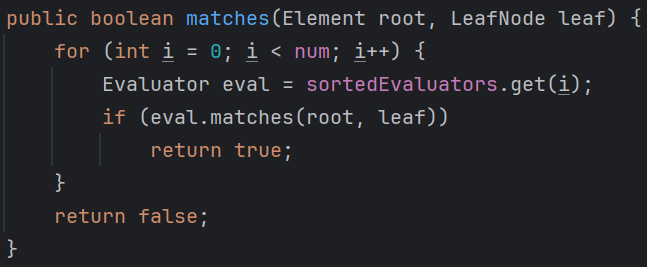 public boolean matches(Element root, LeafNode leaf) {
    for (int i = 0; i < num; i++) {
        Evaluator eval = sortedEvaluators.get(i);
        if (eval.matches(root, leaf))
            return true;
    }
    return false;
}